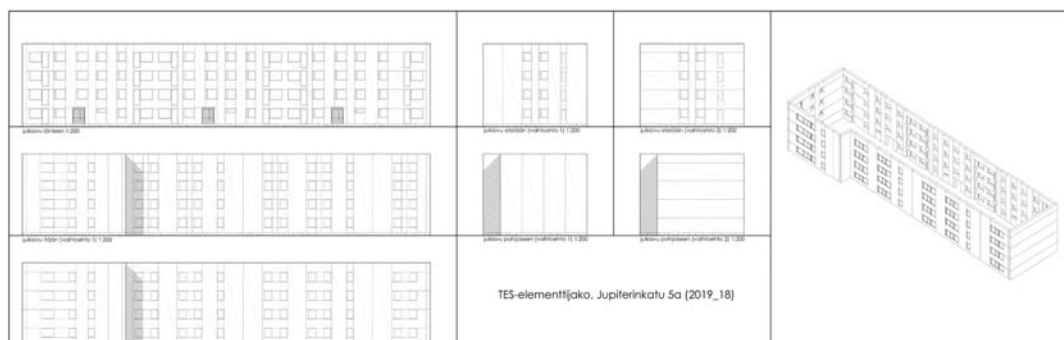 julkisivu länteen 1:200
julkisivu etelään (vaihtoehto 1) 1:200
julkisivu etelään (vaihtoehto 2) 1:200
julkisivu itään (vaihtoehto 1) 1:200
julkisivu pohjoiseen (vaihtoehto 1) 1:200
julkisivu pohjoiseen (vaihtoehto 2) 1:200
TES-elementtijako, Jupiterinkatu 5a (2019_18)